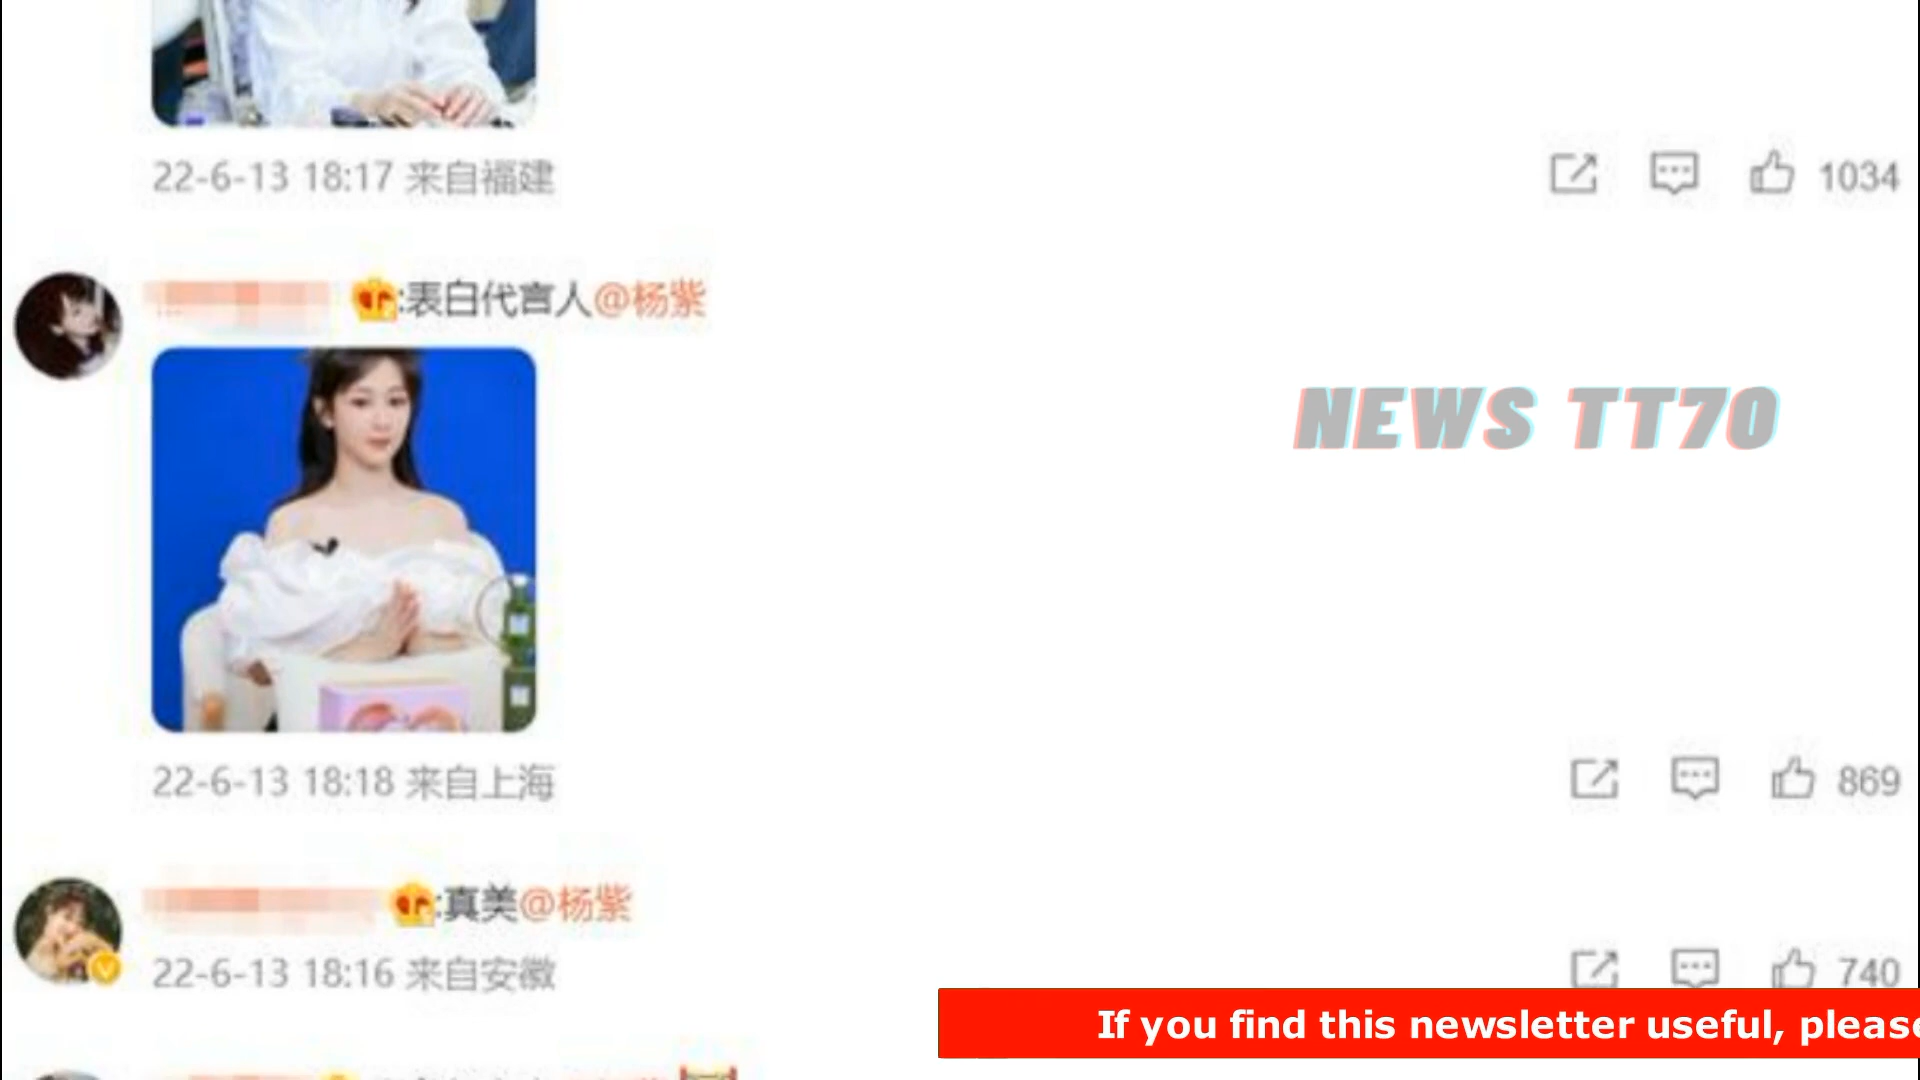 22-6-13 18:17 来自福建
1034
:表白代言人@杨紫
NEWS TT70
22-6-13 18:18 来自上海
869
:真美@杨紫
22-6-13 18:16 来自安徽
740
If you find this newsletter useful, please